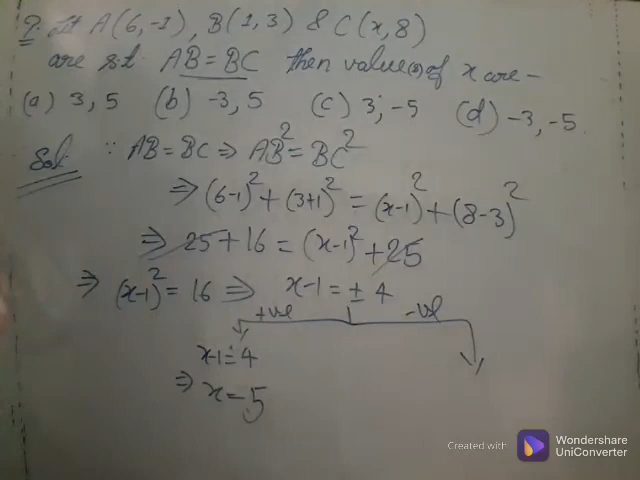 Q. If A(6,-1), B(1,3) & C(x,8)
are s.t. AB=BC then value(s) of x are -
(a) 3,5 (b) -3,5 (c) 3,-5 (d) -3,-5.
Sol. ∵ AB=BC ⇒ AB²=BC²
⇒ (6-1)²+(3+1)² = (x-1)²+(8-3)²
⇒ 25+16 = (x-1)²+25
⇒ (x-1)² = 16 ⇒ x-1 = ±4
+ve -ve
x-1=4
⇒ x=5
Created with Wondershare
UniConverter